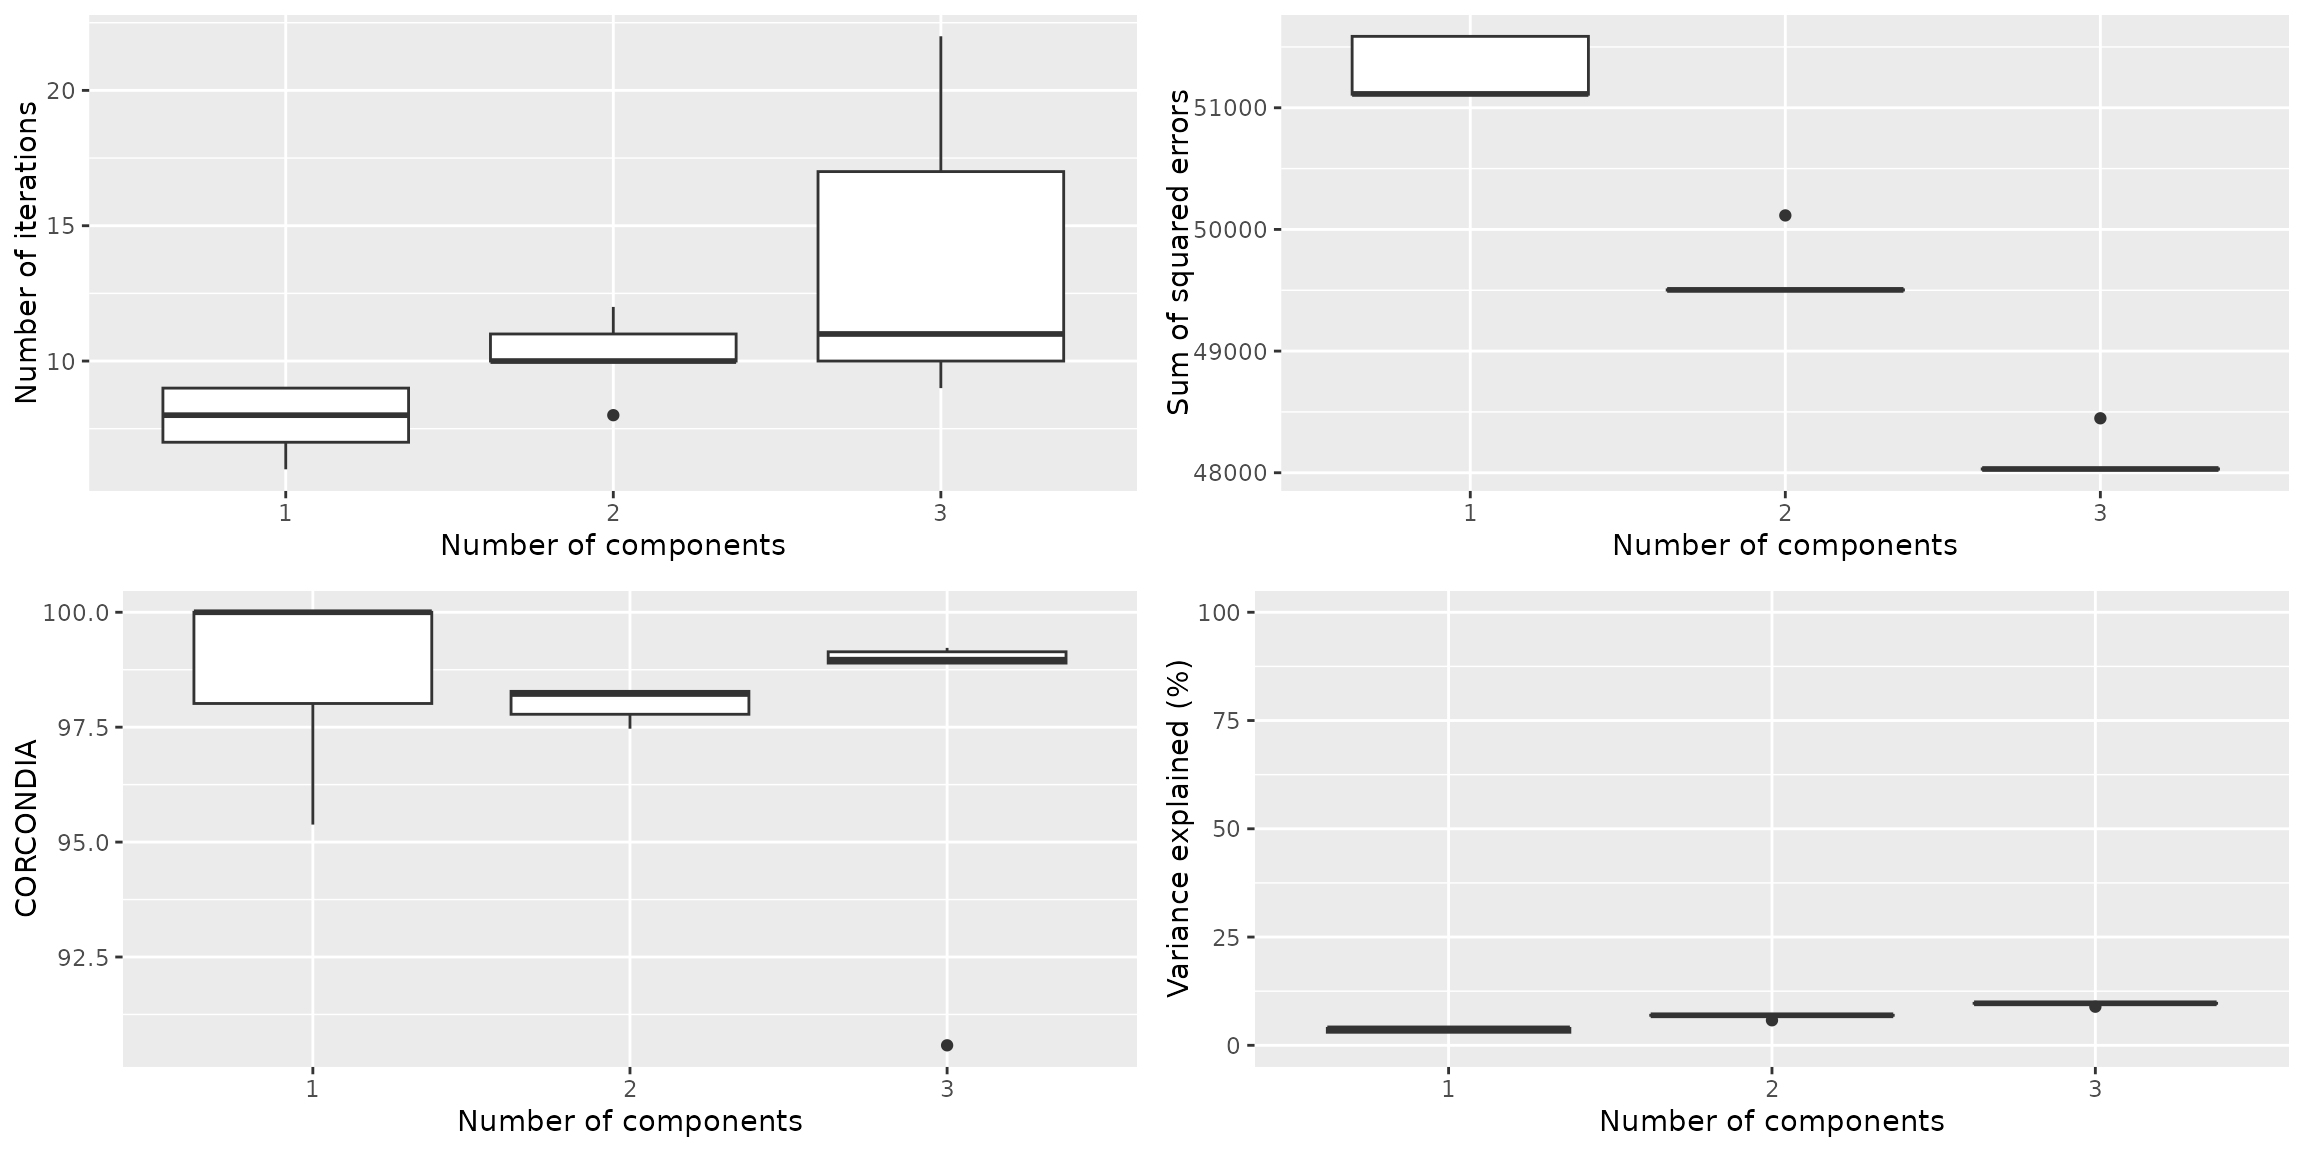 Number of iterations
20
15
10
1 2 3
Number of components
Sum of squared errors
51000
50000
49000
48000
1 2 3
Number of components
CORCONDIA
100.0
97.5
95.0
92.5
1 2 3
Number of components
Variance explained (%)
100
75
50
25
0
1 2 3
Number of components